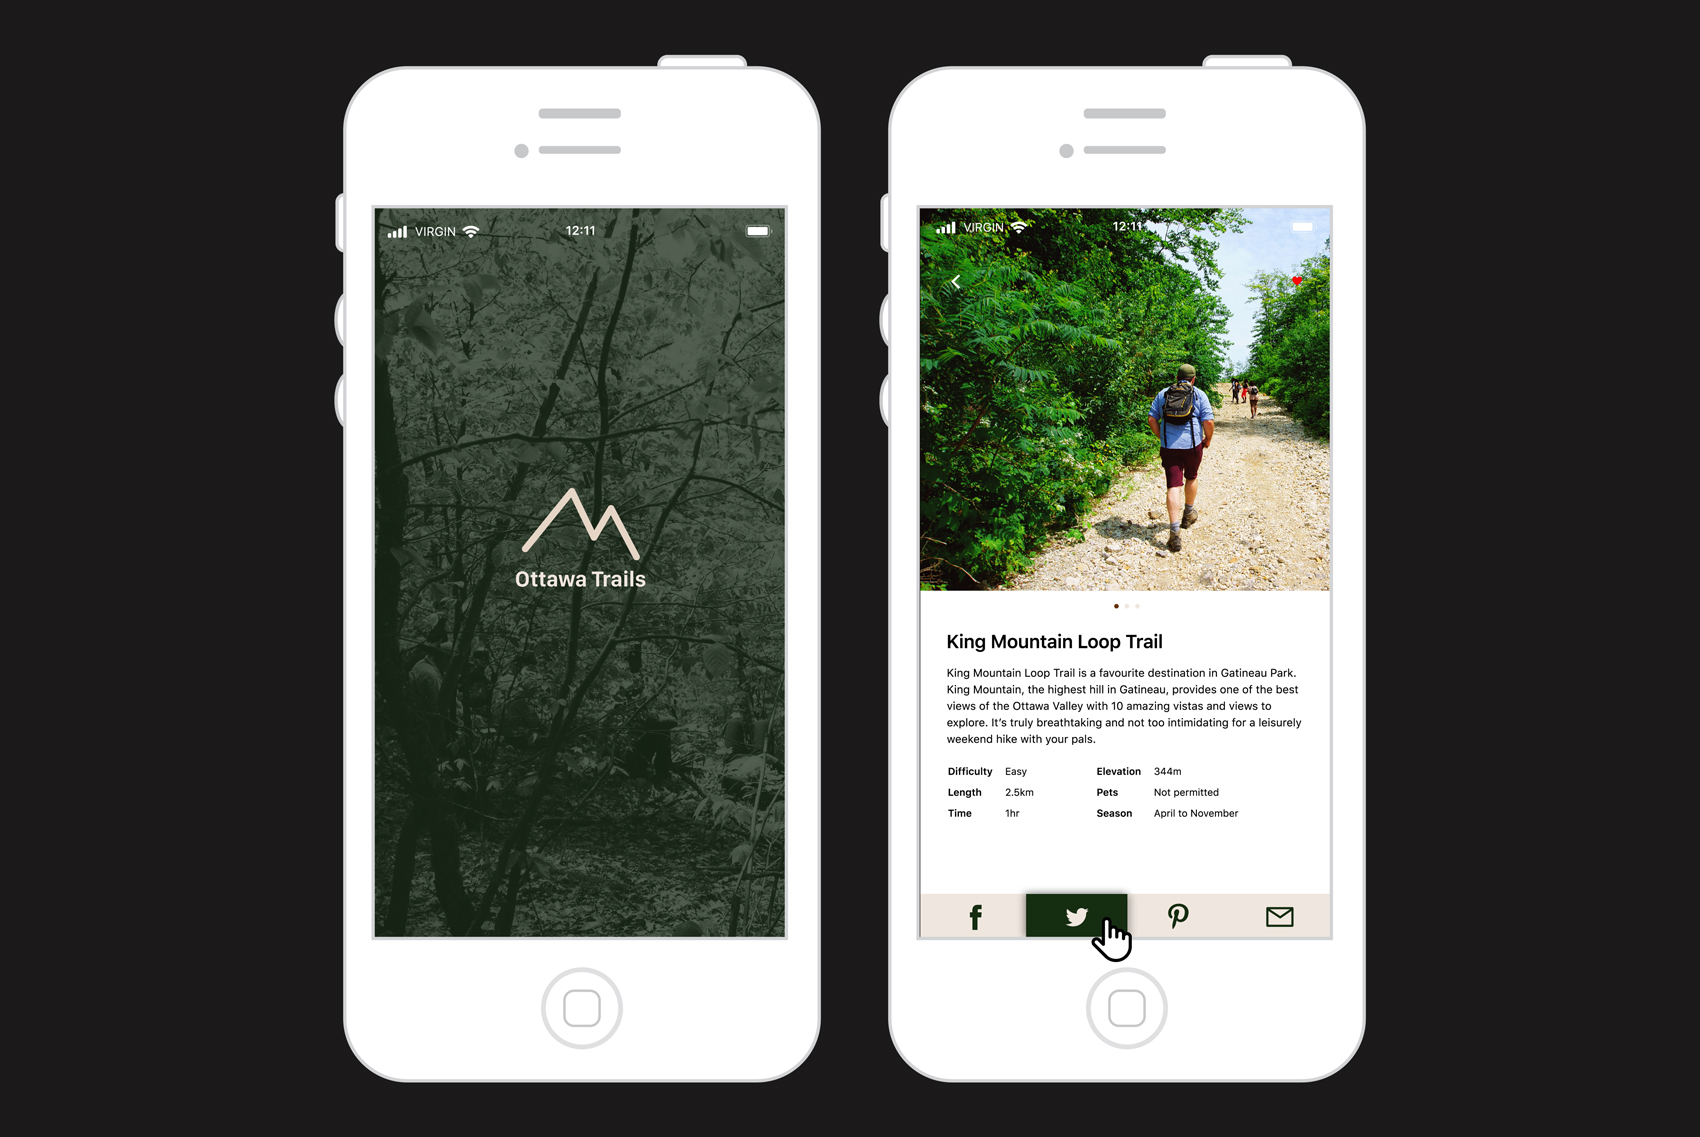 VIRGIN 12:11
Ottawa Trails
VIRGIN 12:11
King Mountain Loop Trail
King Mountain Loop Trail is a favourite destination in Gatineau Park.
King Mountain, the highest hill in Gatineau, provides one of the best
views of the Ottawa Valley with 10 amazing vistas and views to
explore. It’s truly breathtaking and not too intimidating for a leisurely
weekend hike with your pals.
Difficulty Easy Elevation 344m
Length 2.5km Pets Not permitted
Time 1hr Season April to November